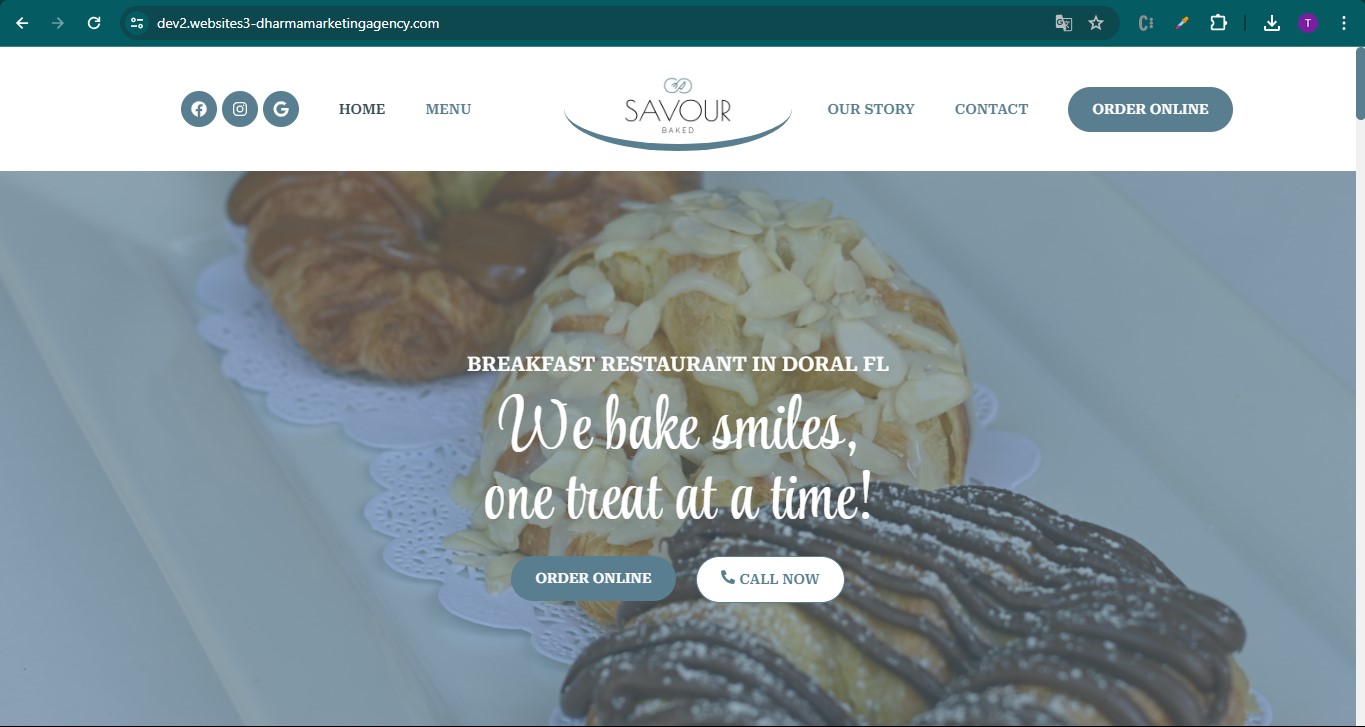 dev2.websites3-dharmamarketingagency.com
T
HOME
MENU
SAVOUR
BAKED
OUR STORY
CONTACT
ORDER ONLINE
BREAKFAST RESTAURANT IN DORAL FL
We bake smiles,
one treat at a time!
ORDER ONLINE
CALL NOW